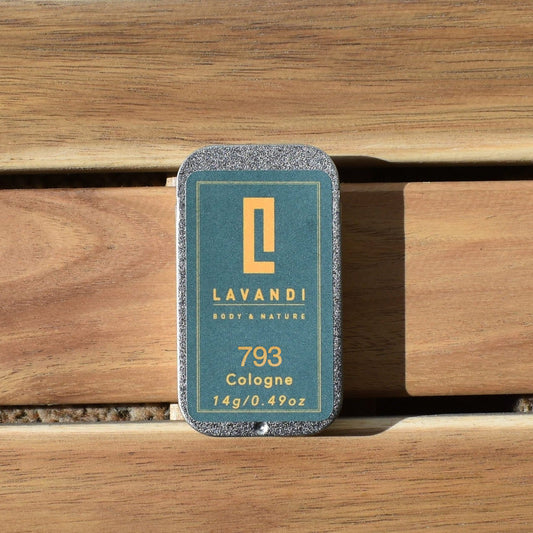 LAVANDI
BODY & NATURE
793
Cologne
14g/0.49oz